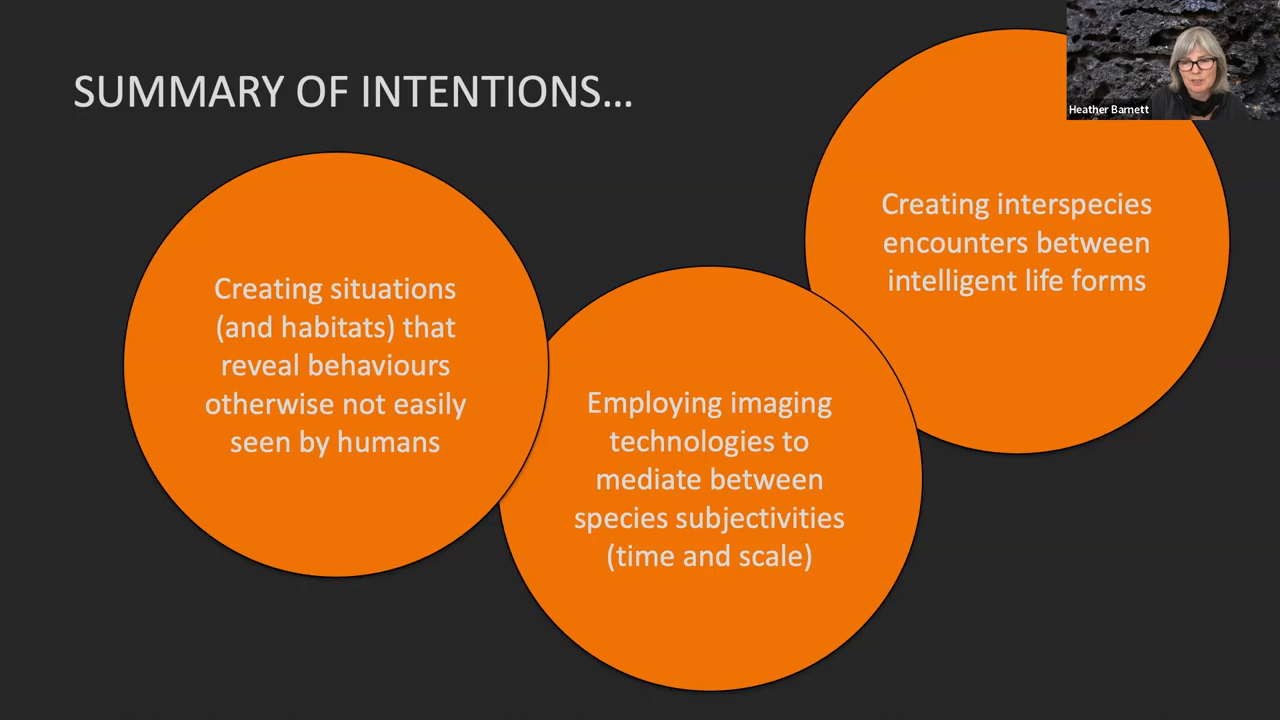 SUMMARY OF INTENTIONS...
Heather Barnett
Creating situations
(and habitats) that
reveal behaviours
otherwise not easily
seen by humans
Employing imaging
technologies to
mediate between
species subjectivities
(time and scale)
Creating interspecies
encounters between
intelligent life forms